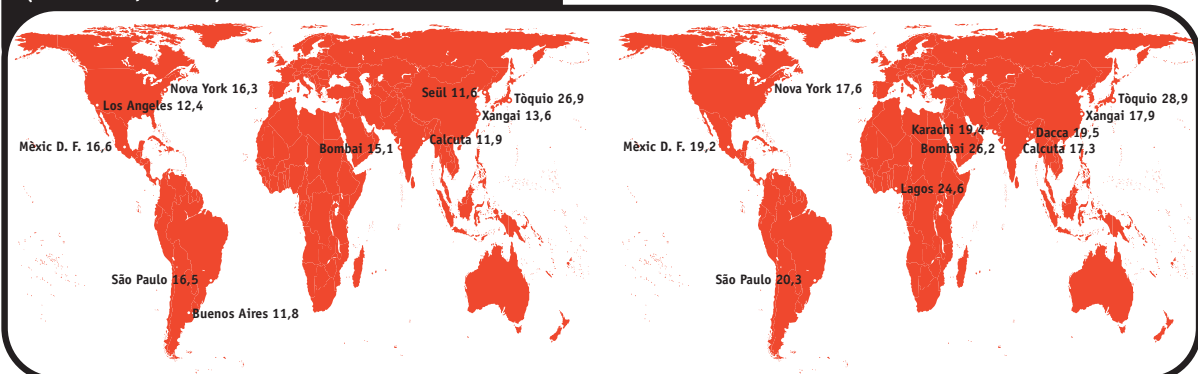 Nova York 16,3
Los Angeles 12,4
Mèxic D. F. 16,6
São Paulo 16,5
Buenos Aires 11,8
Seül 11,6
Tòquio 26,9
Xangai 13,6
Calcuta 11,9
Bombai 15,1
Nova York 17,6
Mèxic D. F. 19,2
São Paulo 20,3
Tòquio 28,9
Xangai 17,9
Karachi 19,4
Dacca 19,5
Bombai 26,2
Calcuta 17,3
Lagos 24,6